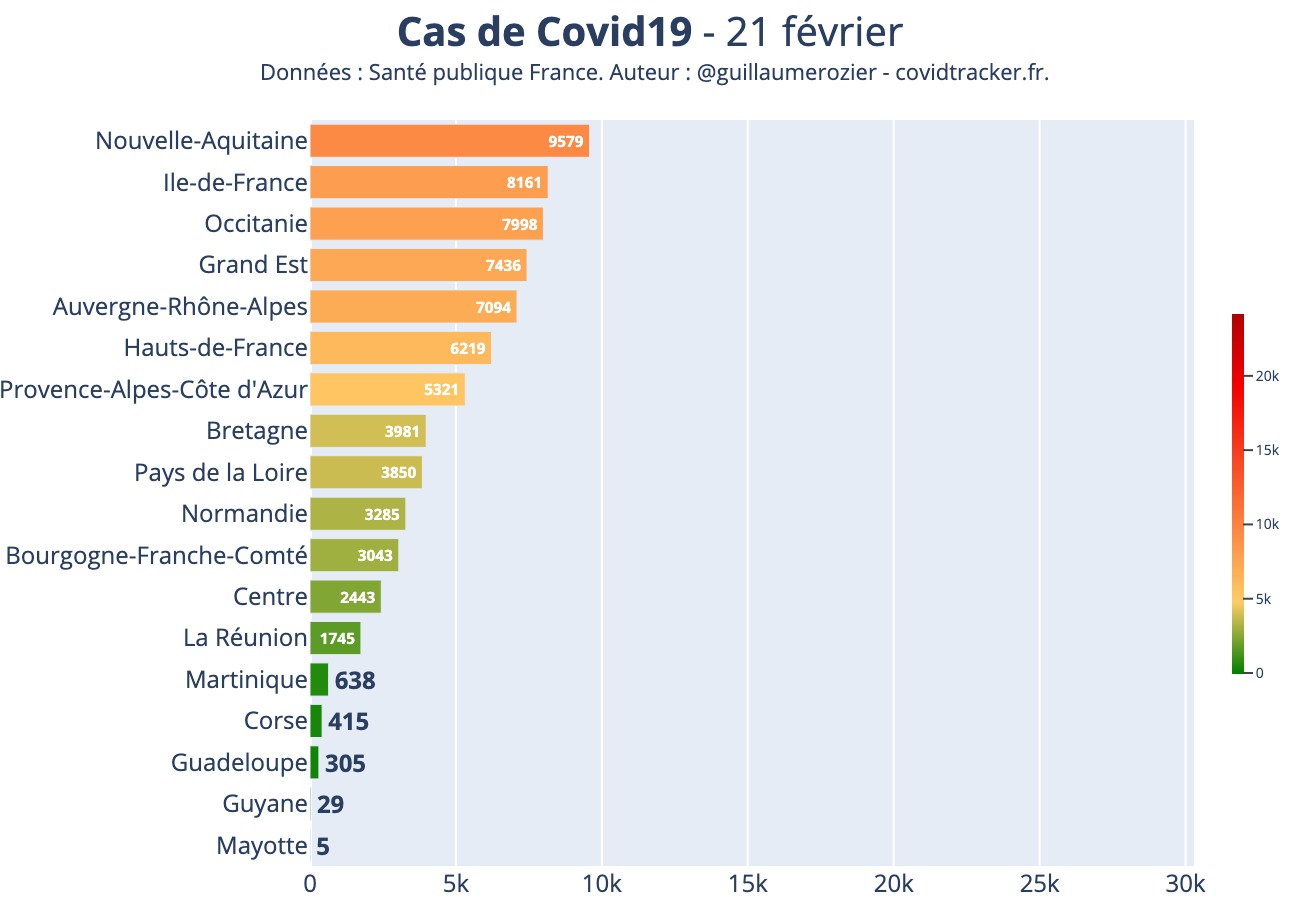 Cas de Covid19 - 21 février
Données : Santé publique France. Auteur : @guillaumerozier - covidtracker.fr.
Nouvelle-Aquitaine 9579
Ile-de-France 8161
Occitanie 7998
Grand Est 7436
Auvergne-Rhône-Alpes 7094
Hauts-de-France 6219
Provence-Alpes-Côte d'Azur 5321
Bretagne 3981
Pays de la Loire 3850
Normandie 3285
Bourgogne-Franche-Comté 3043
Centre 2443
La Réunion 1745
Martinique 638
Corse 415
Guadeloupe 305
Guyane 29
Mayotte 5
0 5k 10k 15k 20k 25k 30k
20k
15k
10k
5k
0